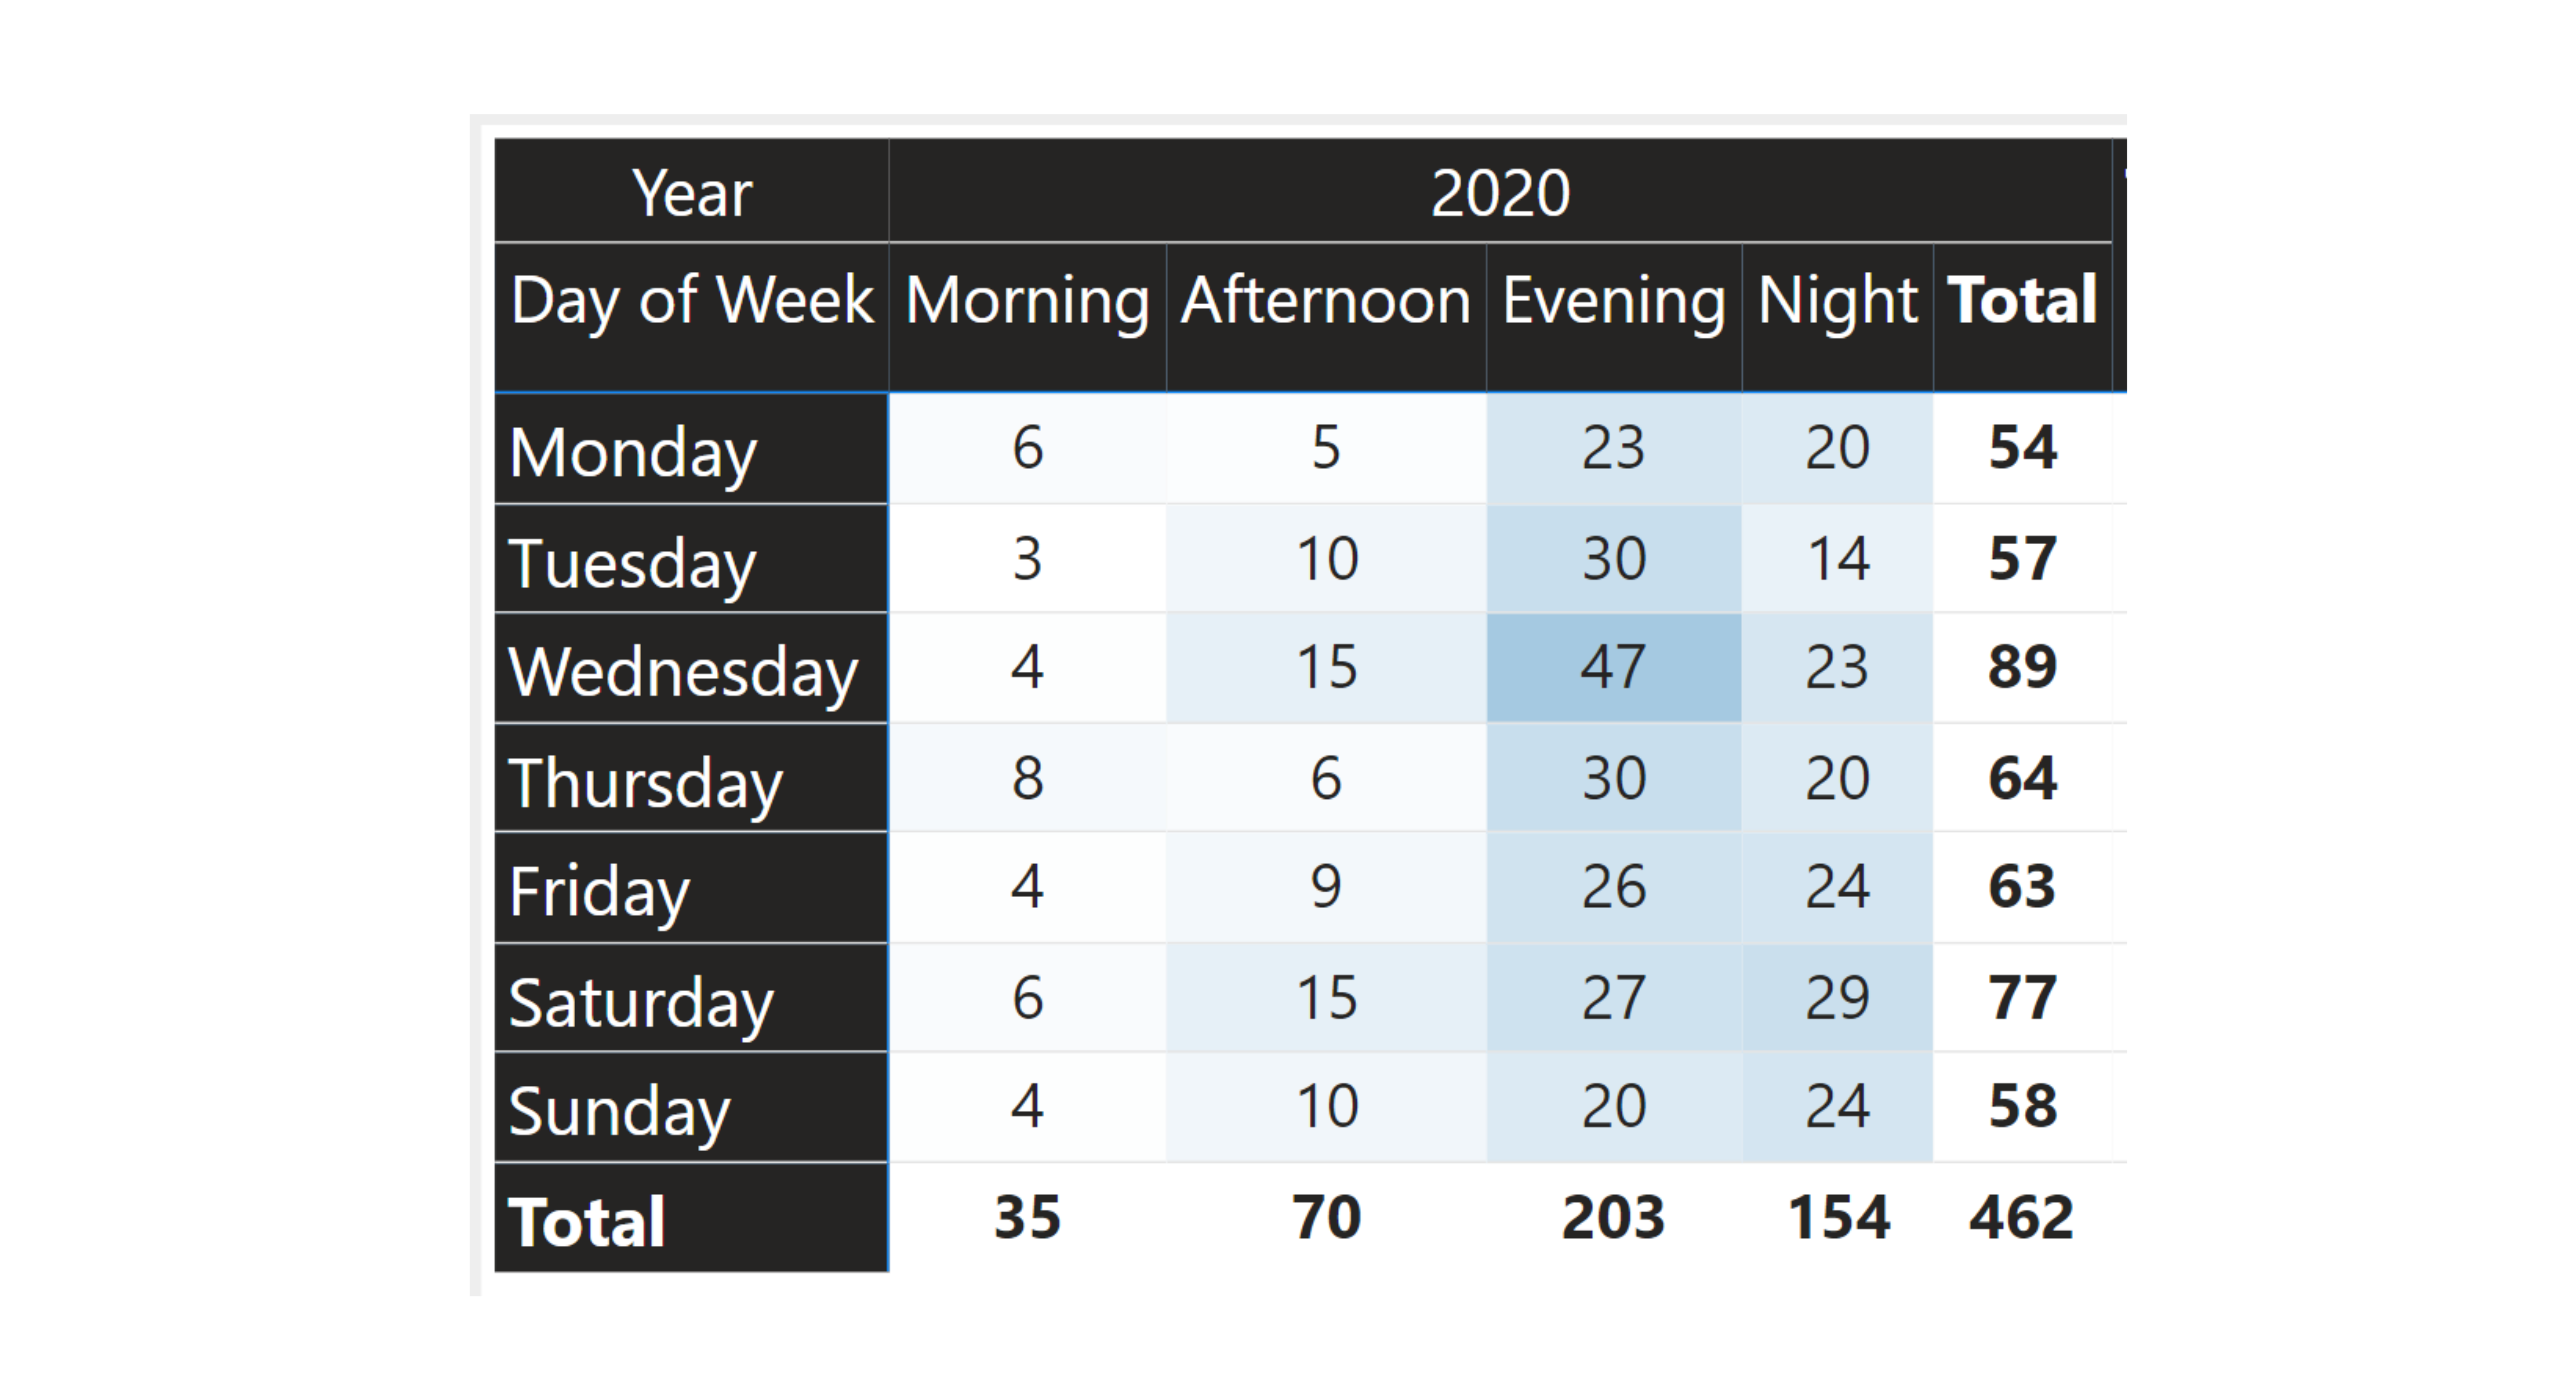 Year 2020
Day of Week Morning Afternoon Evening Night Total
Monday 6 5 23 20 54
Tuesday 3 10 30 14 57
Wednesday 4 15 47 23 89
Thursday 8 6 30 20 64
Friday 4 9 26 24 63
Saturday 6 15 27 29 77
Sunday 4 10 20 24 58
Total 35 70 203 154 462